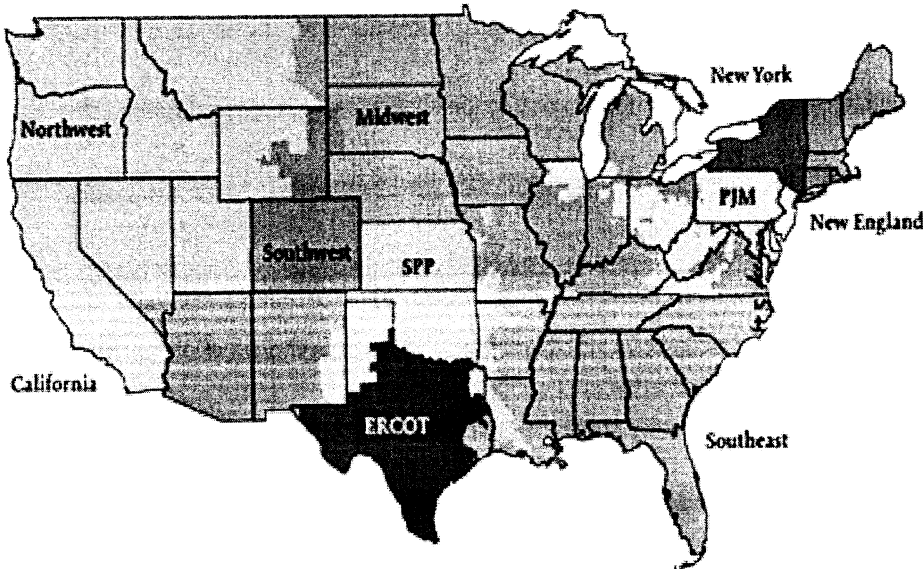 New York
Northwest
Midwest
PJM
New England
Southwest
SPP
California
ERCOT
Southeast